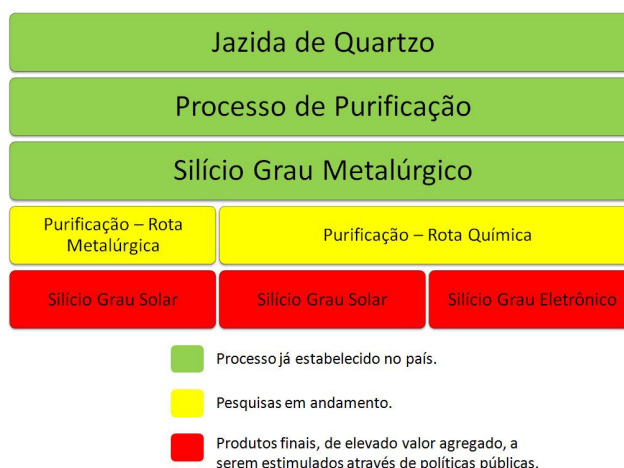 Jazida de Quartzo
Processo de Purificação
Silício Grau Metalúrgico
Purificação – Rota
Metalúrgica
Purificação – Rota Química
Silício Grau Solar
Silício Grau Solar
Silício Grau Eletrônico
Processo já estabelecido no país.
Pesquisas em andamento.
Produtos finais, de elevado valor agregado, a
serem estimulados através de políticas públicas.